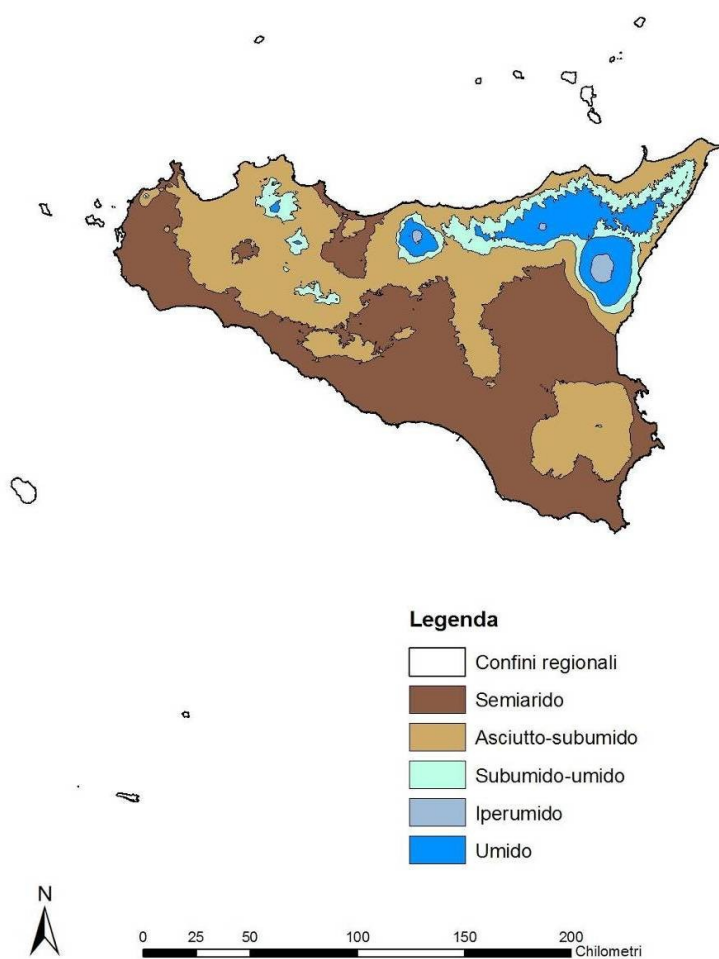 Legenda
Confini regionali
Semiarido
Asciutto-subumido
Subumido-umido
Iperumido
Umido
N
0 25 50 100 150 200
Chilometri